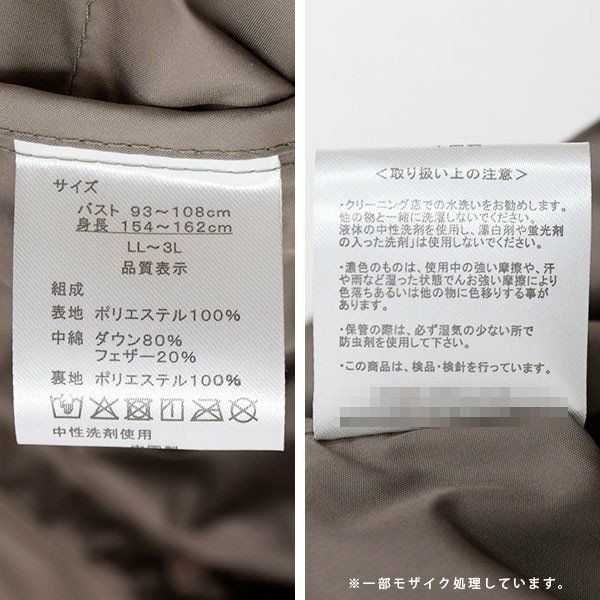 サイズ
バスト 93～108cm
身長 154～162cm
LL～3L
品質表示
組成
表地 ポリエステル100%
中綿 ダウン80%
フェザー20%
裏地 ポリエステル100%
中性洗剤使用
＜取り扱い上の注意＞
・クリーニング店での水洗いをお勧めします。
他の物と一緒に洗濯しないでください。
液体の中性洗剤を使用し、漂白剤や蛍光剤
の入った洗剤は使用しないでください。
・濃色のものは、使用中の強い摩擦や、汗
や雨など湿った状態でんお強い摩擦により
色落ちあるいは他の物に色移りする事が
あります。
・保管の際は、必ず湿気の少ない所で
防虫剤を使用して下さい。
・この商品は、検品・検針を行っています。
※一部モザイク処理しています。